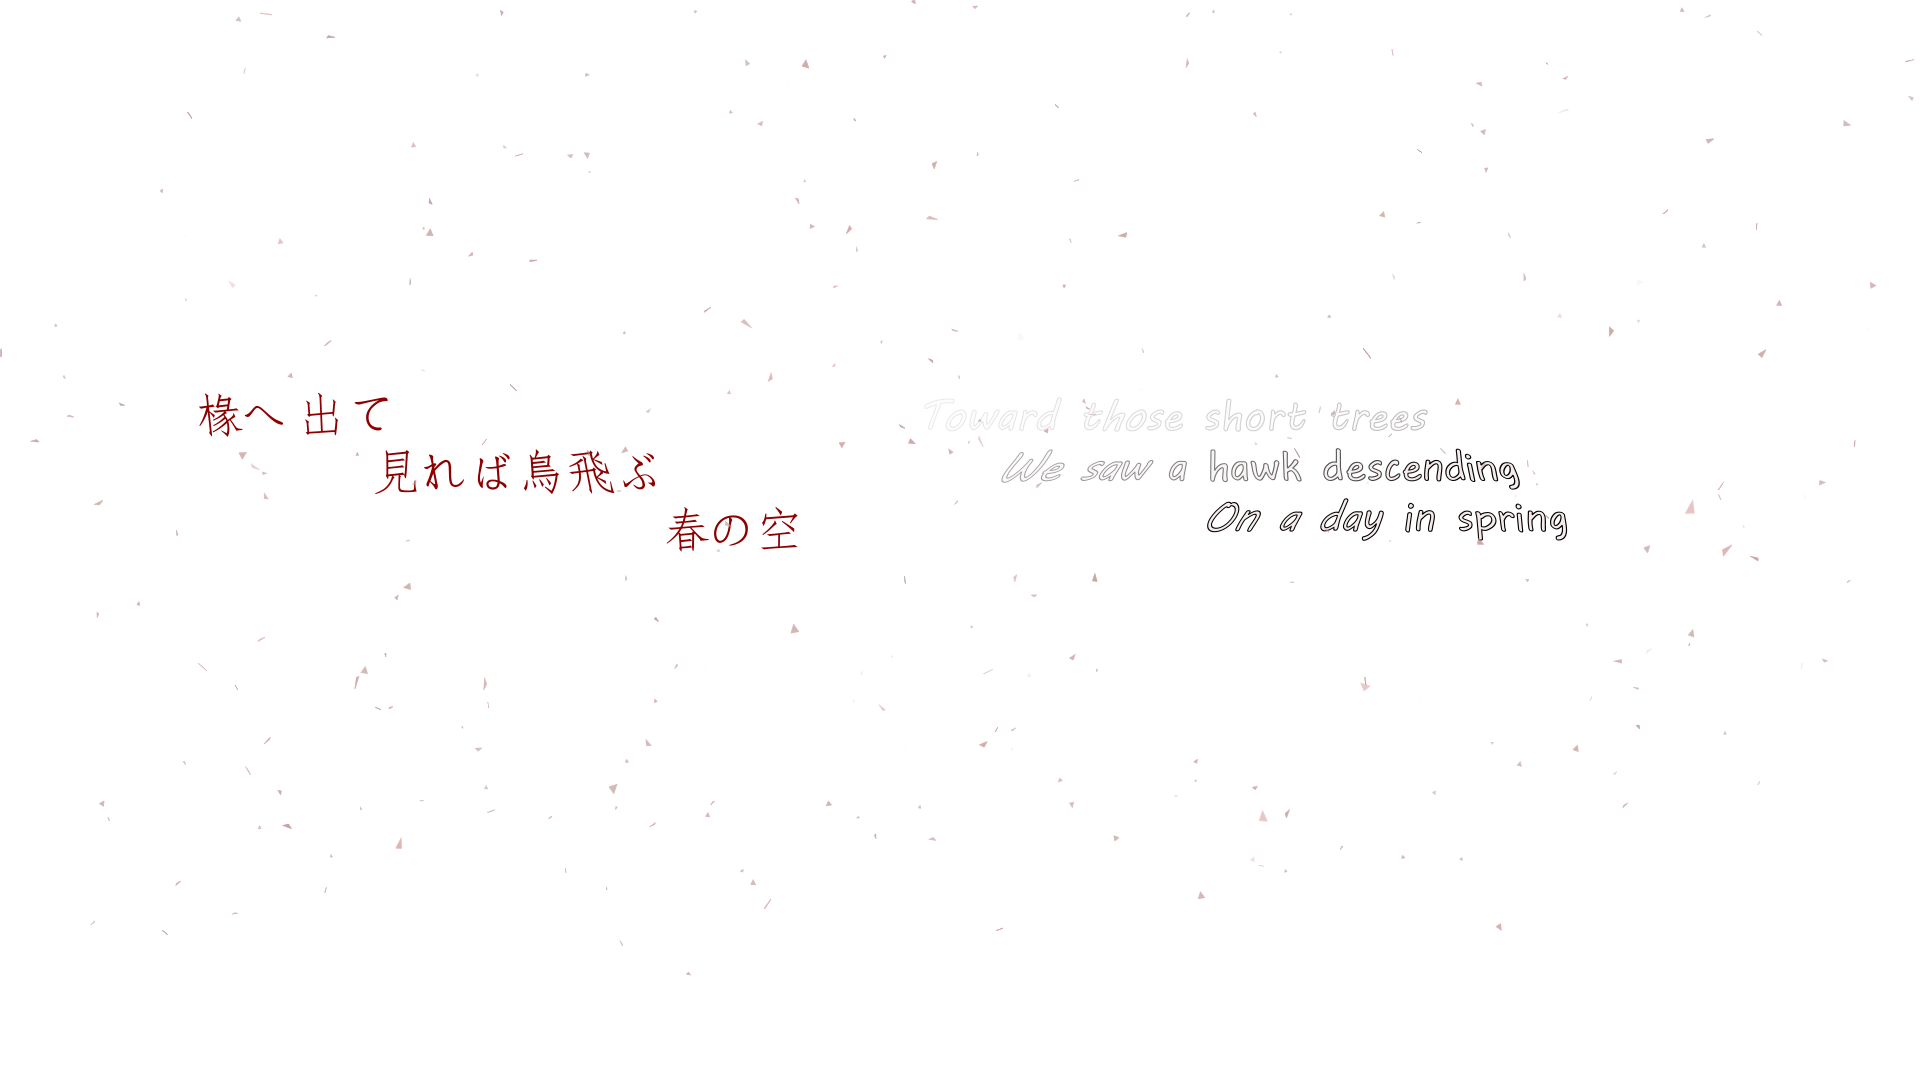 椽へ出て
見れば鳥飛ぶ
春の空
Toward those short trees
We saw a hawk descending
On a day in spring